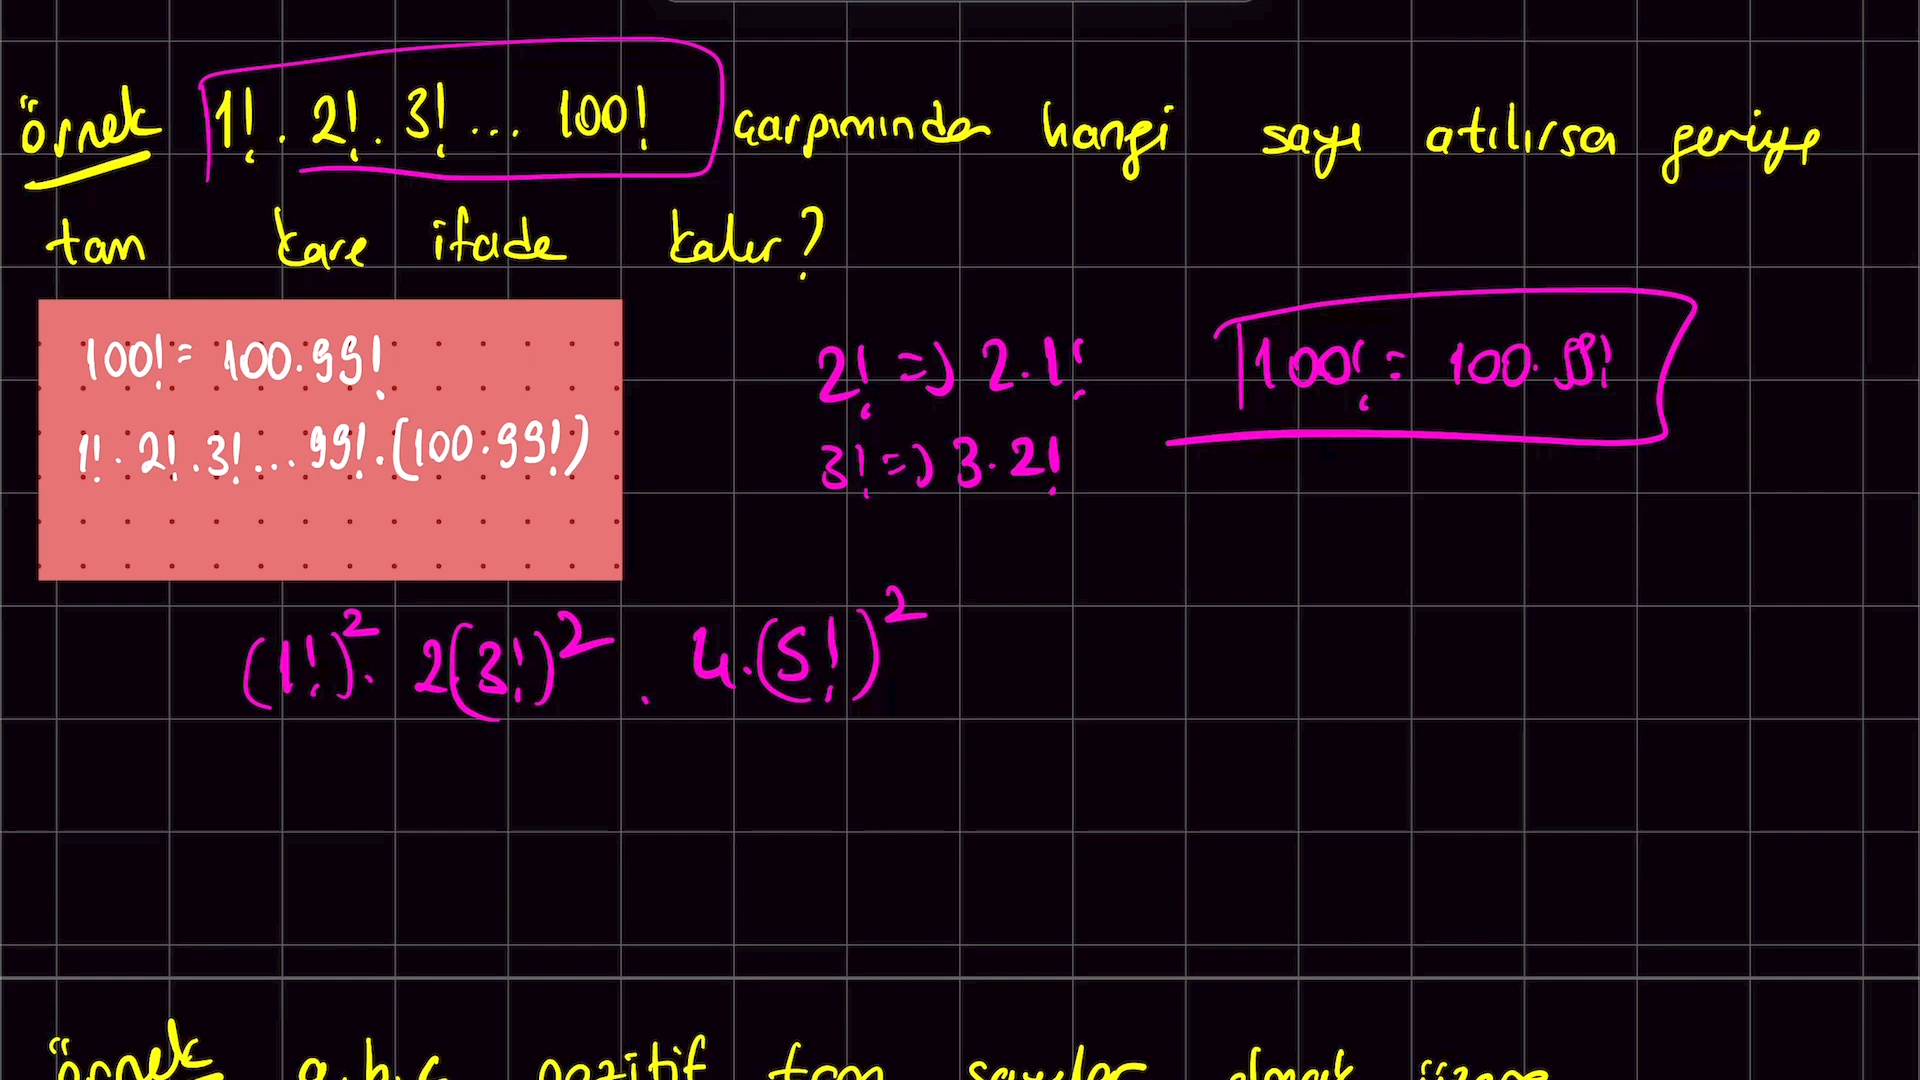 örnek 1! . 2! . 3! ... 100! çarpımından hangi sayı atılırsa geriye
tam kare ifade kalır?
100! = 100.99!
1! . 2! . 3! ... 99! . (100.99!)
2! => 2.1!
3! => 3.2!
100! = 100.99!
(1!)² . 2(3!)² . 4.(5!)²
örnek a,b,c pozitif tam sayılar olmak üzere